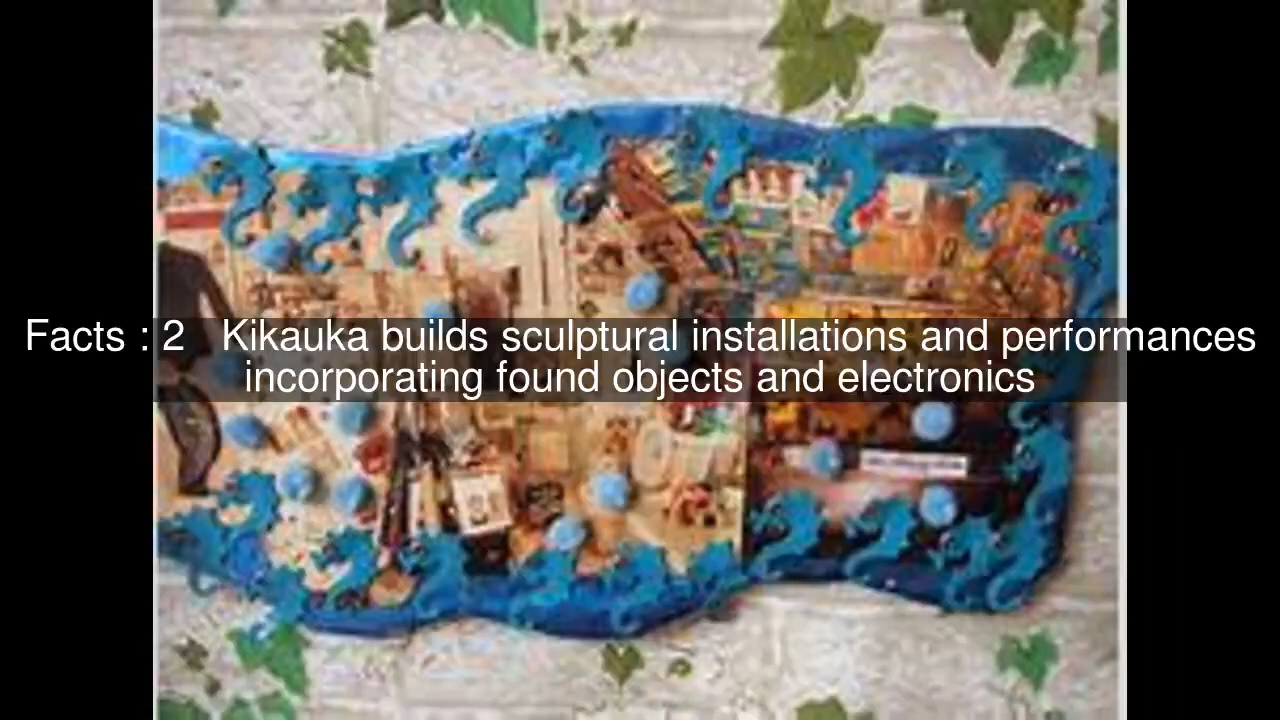 Facts : 2 Kikauka builds sculptural installations and performances
incorporating found objects and electronics